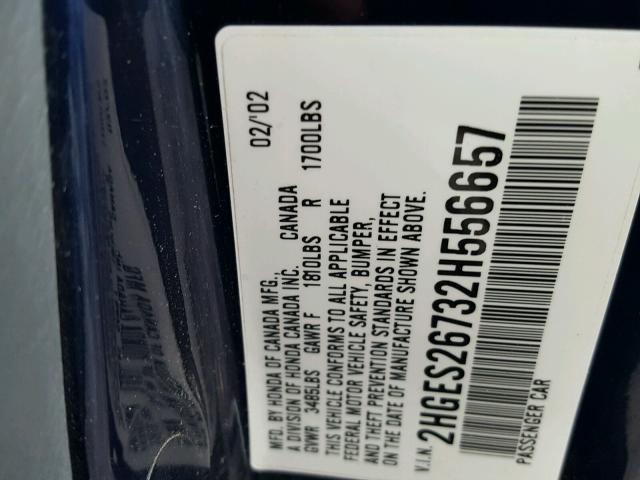 MFD. BY HONDA OF CANADA MFG., 02/'02
A DIVISION OF HONDA CANADA INC. CANADA
GVWR 3485LBS GAWR F 1810LBS R 1700LBS
THIS VEHICLE CONFORMS TO ALL APPLICABLE
FEDERAL MOTOR VEHICLE SAFETY, BUMPER,
AND THEFT PREVENTION STANDARDS IN EFFECT
ON THE DATE OF MANUFACTURE SHOWN ABOVE.
V.I.N. 2HGES26732H556657
PASSENGER CAR